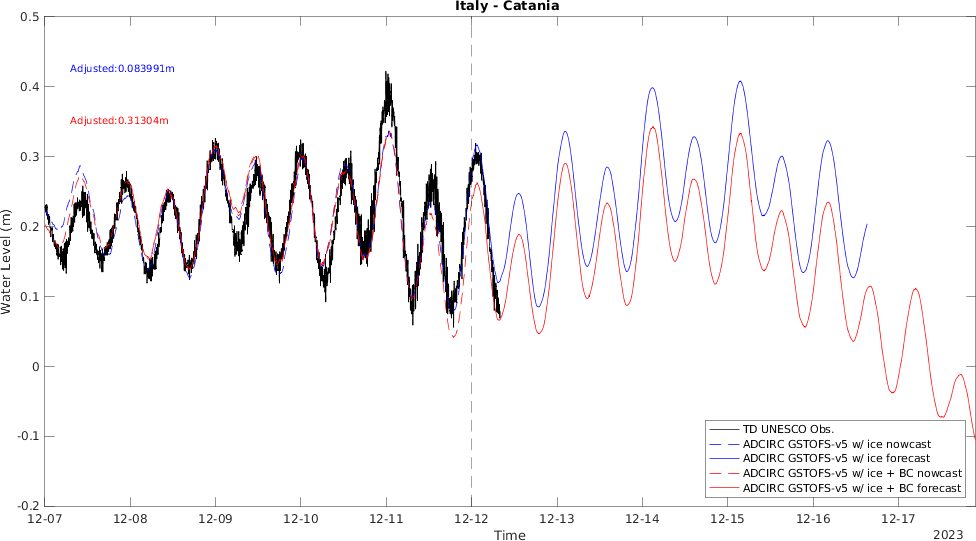 Italy - Catania
Adjusted:0.083991m
Adjusted:0.31304m
Water Level (m)
0.5
0.4
0.3
0.2
0.1
0
-0.1
-0.2
12-07 12-08 12-09 12-10 12-11 12-12 12-13 12-14 12-15 12-16 12-17
Time
2023
TD UNESCO Obs.
ADCIRC GSTOFS-v5 w/ ice nowcast
ADCIRC GSTOFS-v5 w/ ice forecast
ADCIRC GSTOFS-v5 w/ ice + BC nowcast
ADCIRC GSTOFS-v5 w/ ice + BC forecast